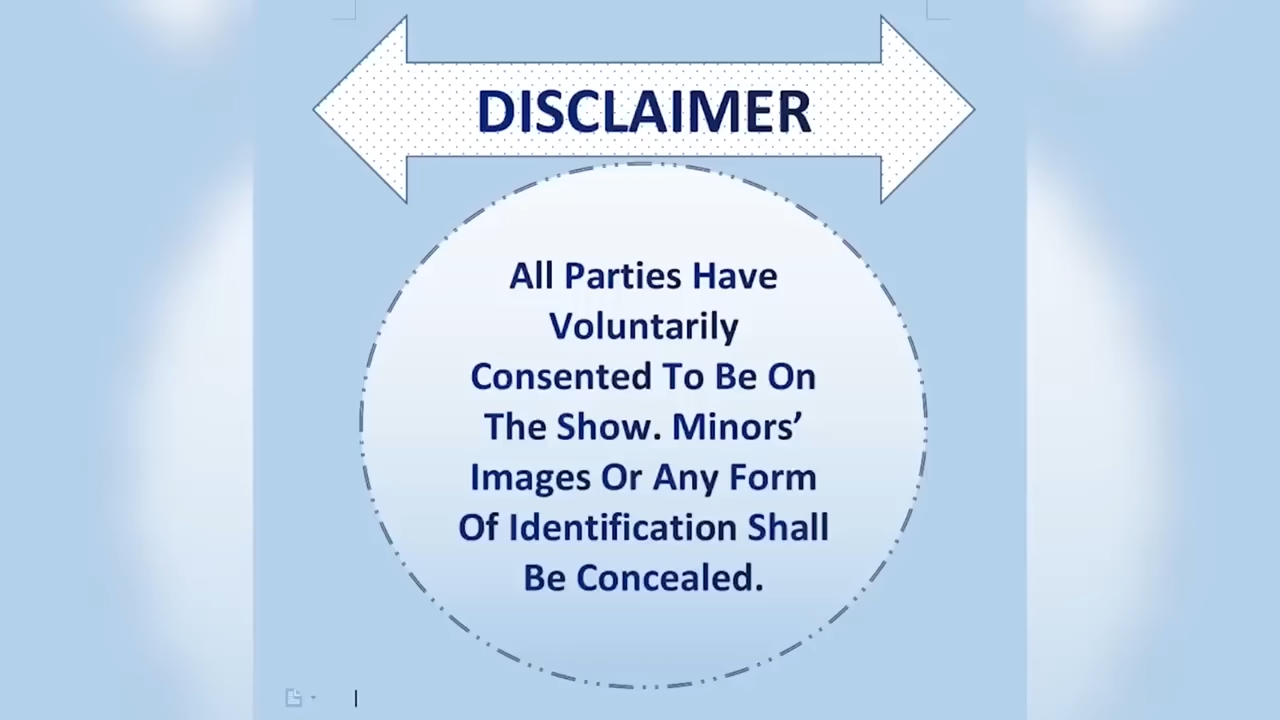 DISCLAIMER
All Parties Have
Voluntarily
Consented To Be On
The Show. Minors’
Images Or Any Form
Of Identification Shall
Be Concealed.